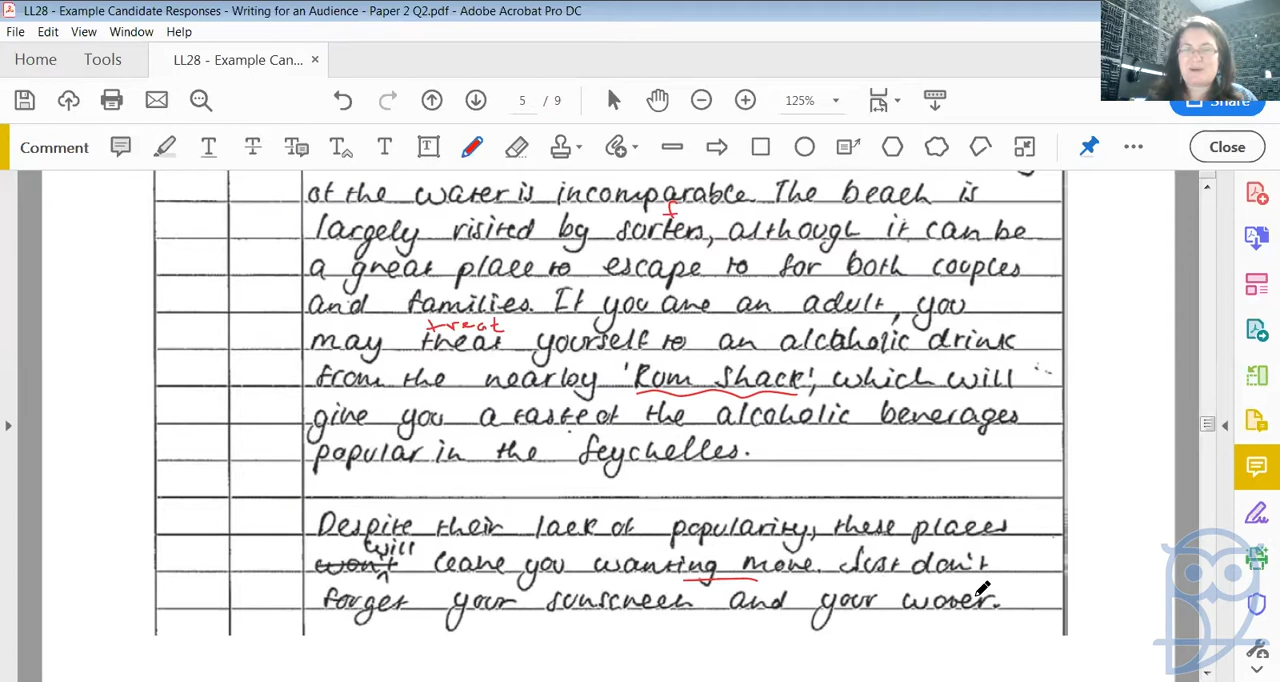 LL28 - Example Candidate Responses - Writing for an Audience - Paper 2 Q2.pdf - Adobe Acrobat Pro DC
File Edit View Window Help
Home Tools LL28 - Example Can... ×
5 / 9 125% Share
Comment Close
of the water is incomparable. The beach is
f
largely visited by sorters, although it can be
a great place to escape to for both couples
and families. If you are an adult, you
treat
may theat yourself to an alcoholic drink
from the nearby 'Rum Shack', which will
give you a taste of the alcoholic beverages
popular in the Seychelles.
Despite their lack of popularity, these places
will
won't leave you wanting more. Just don't
forget your sunscreen and your